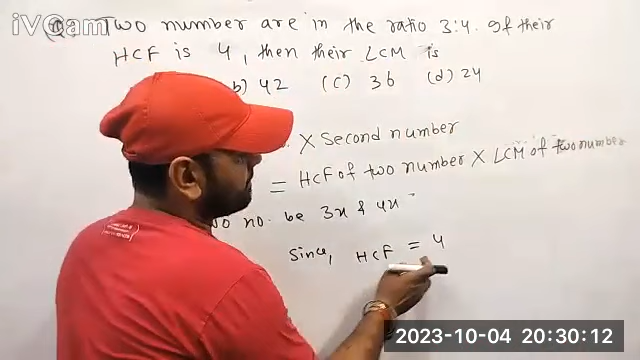 iVCam
Two number are in the ratio 3:4. If their
HCF is 4, then their LCM is
b) 42 (c) 36 (d) 24
X Second number
= HCF of two number X LCM of two number
no. be 3x & 4x
Since, HCF = 4
2023-10-04 20:30:12